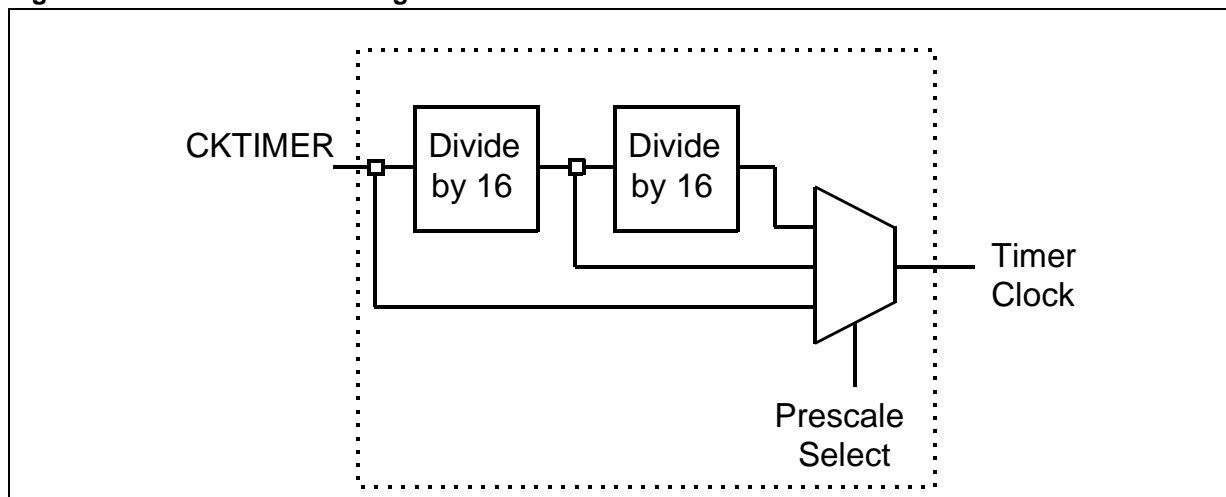 CKTIMER
Divide
by 16
Divide
by 16
Timer
Clock
Prescale
Select